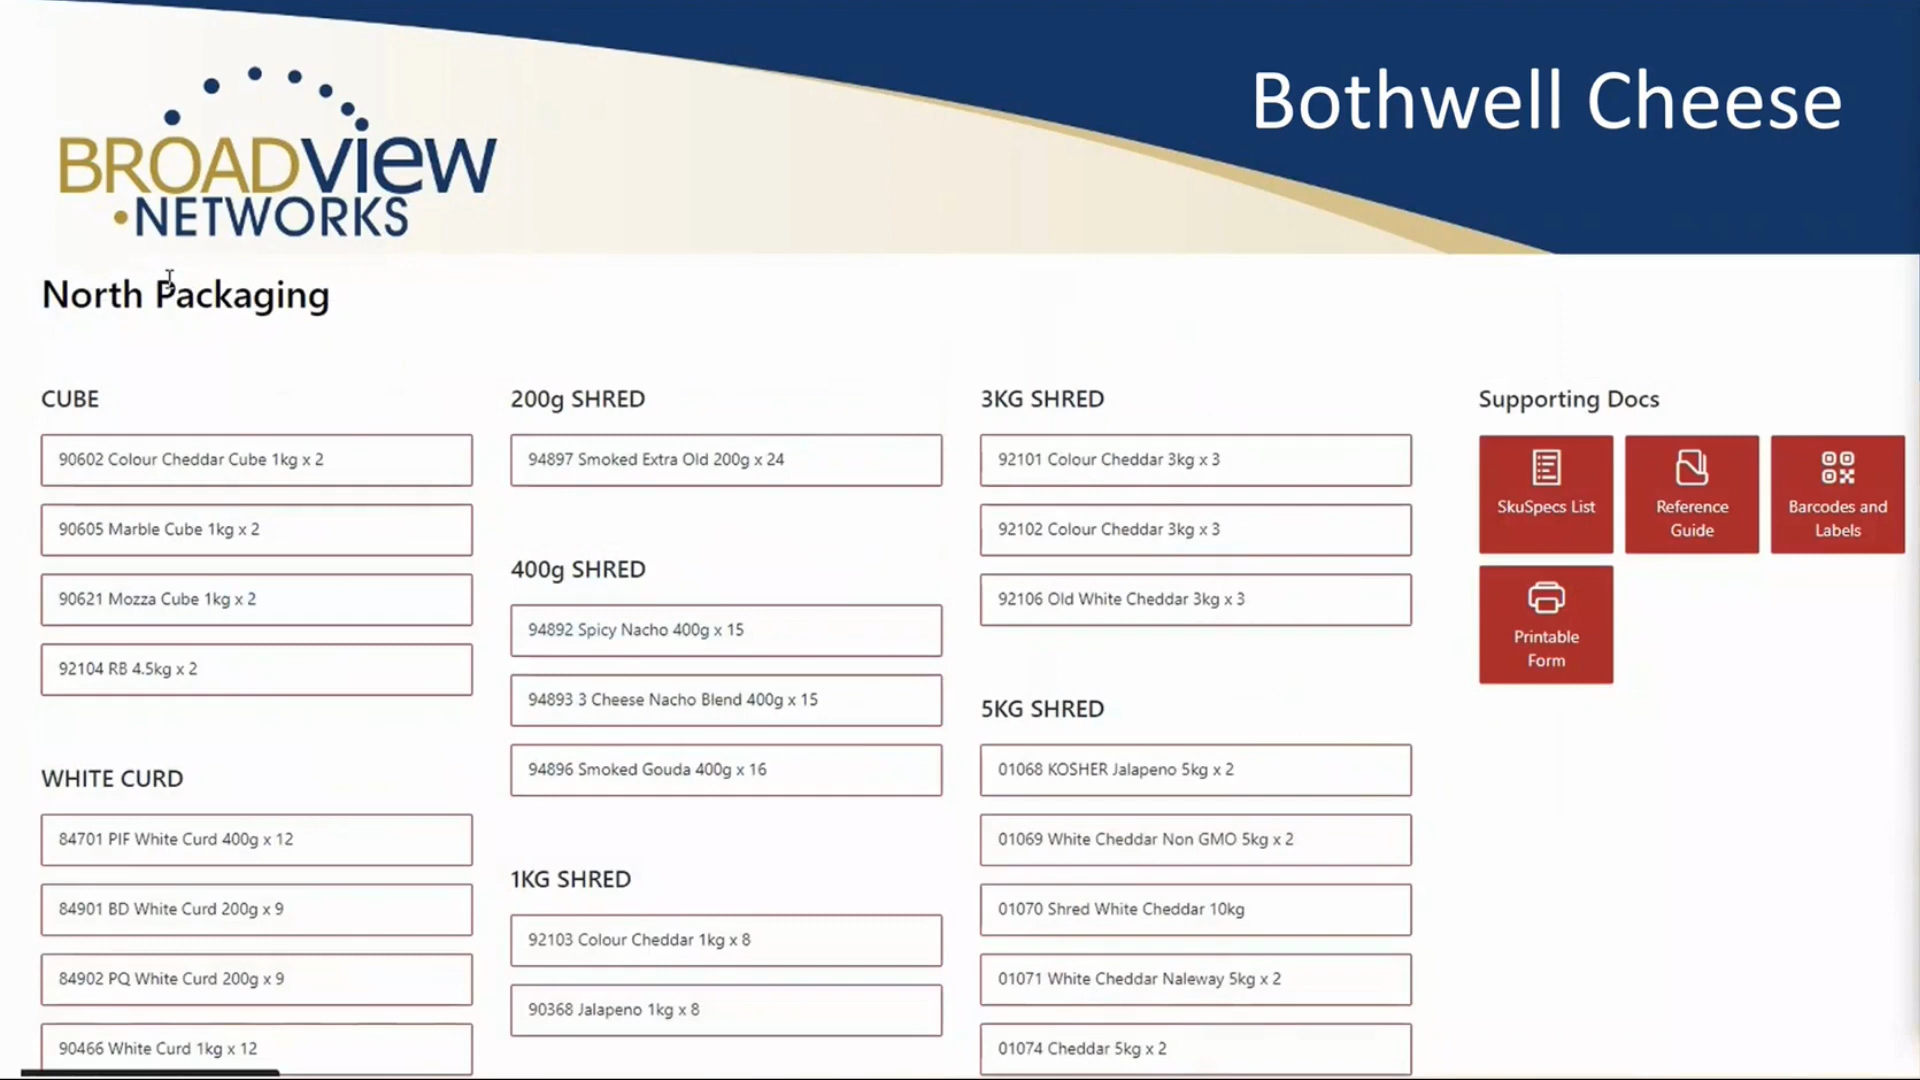 Bothwell Cheese
BROADVIEW
NETWORKS
North Packaging
CUBE
90602 Colour Cheddar Cube 1kg x 2
90605 Marble Cube 1kg x 2
90621 Mozza Cube 1kg x 2
92104 RB 4.5kg x 2
WHITE CURD
84701 PIF White Curd 400g x 12
84901 BD White Curd 200g x 9
84902 PQ White Curd 200g x 9
90466 White Curd 1kg x 12
200g SHRED
94897 Smoked Extra Old 200g x 24
400g SHRED
94892 Spicy Nacho 400g x 15
94893 3 Cheese Nacho Blend 400g x 15
94896 Smoked Gouda 400g x 16
1KG SHRED
92103 Colour Cheddar 1kg x 8
90368 Jalapeno 1kg x 8
3KG SHRED
92101 Colour Cheddar 3kg x 3
92102 Colour Cheddar 3kg x 3
92106 Old White Cheddar 3kg x 3
5KG SHRED
01068 KOSHER Jalapeno 5kg x 2
01069 White Cheddar Non GMO 5kg x 2
01070 Shred White Cheddar 10kg
01071 White Cheddar Naleway 5kg x 2
01074 Cheddar 5kg x 2
Supporting Docs
SkuSpecs List
Reference
Guide
Barcodes and
Labels
Printable
Form